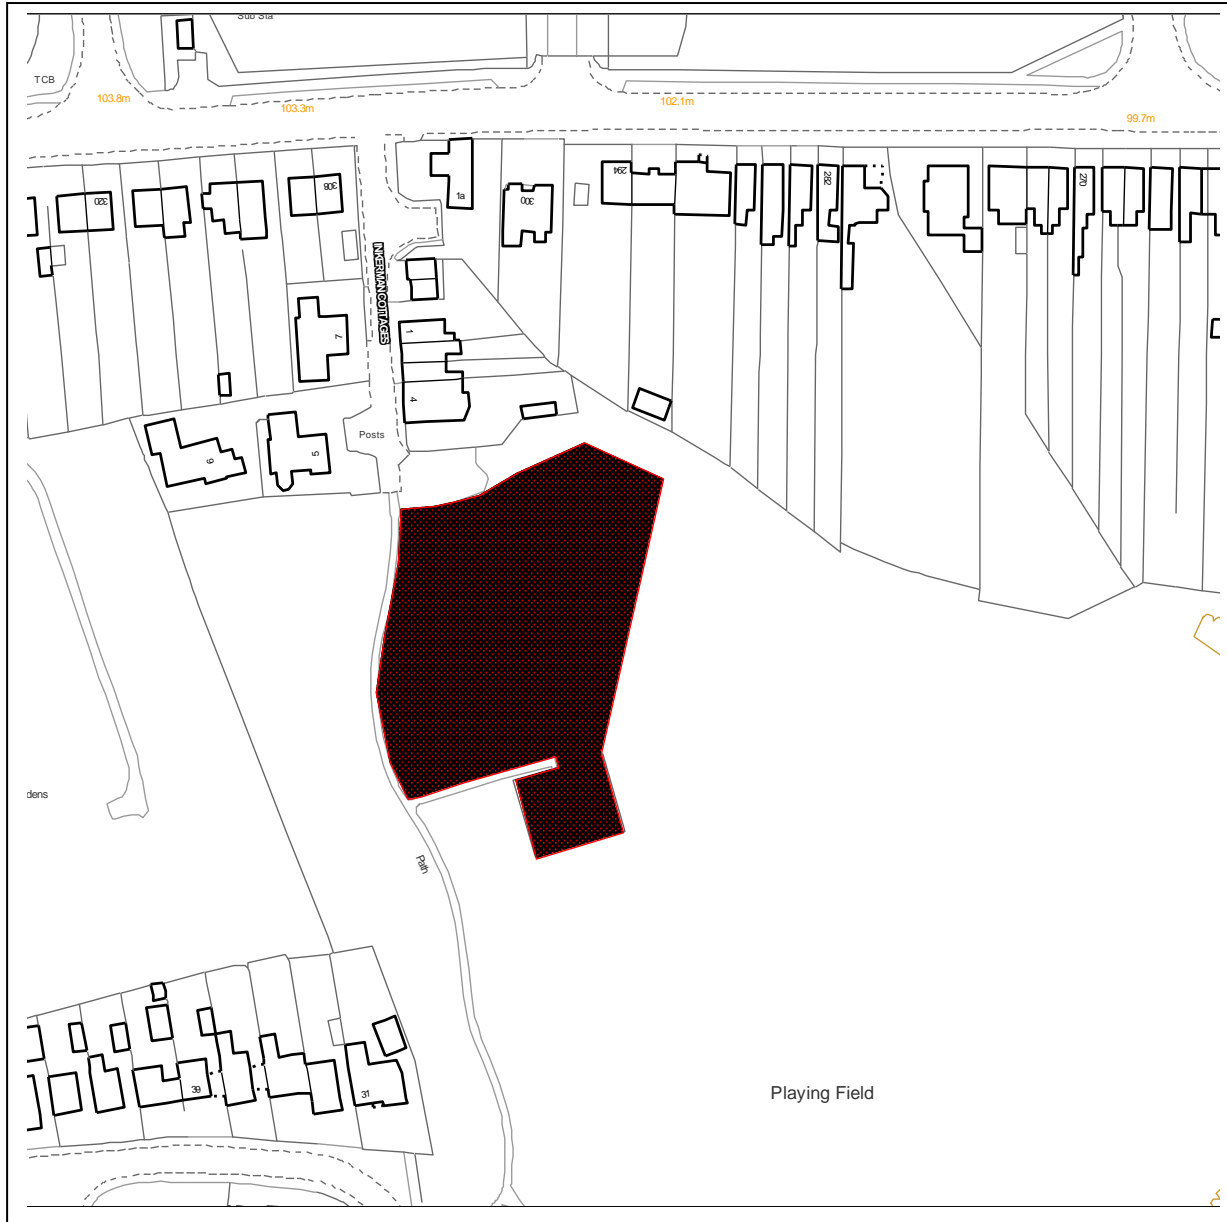 Sub Sta
TCB
103.8m
103.3m
102.1m
99.7m
320
308
1a
300
294
282
270
INKERMAN COTTAGES
7
1
4
Posts
9
5
dens
Path
39
31
Playing Field